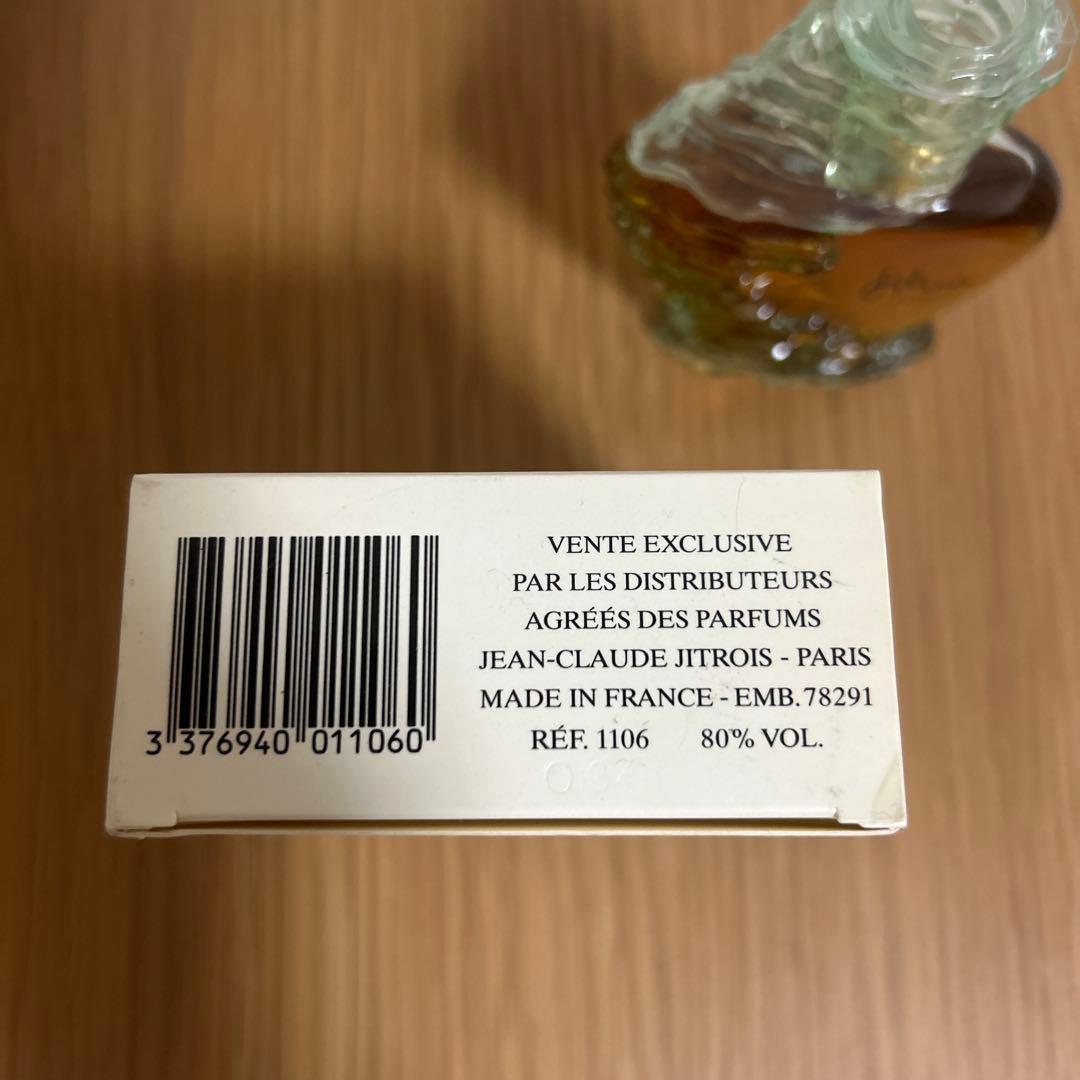 VENTE EXCLUSIVE
PAR LES DISTRIBUTEURS
AGRÉÉS DES PARFUMS
JEAN-CLAUDE JITROIS - PARIS
MADE IN FRANCE - EMB. 78291
RÉF. 1106 80% VOL.
3 376940 011060